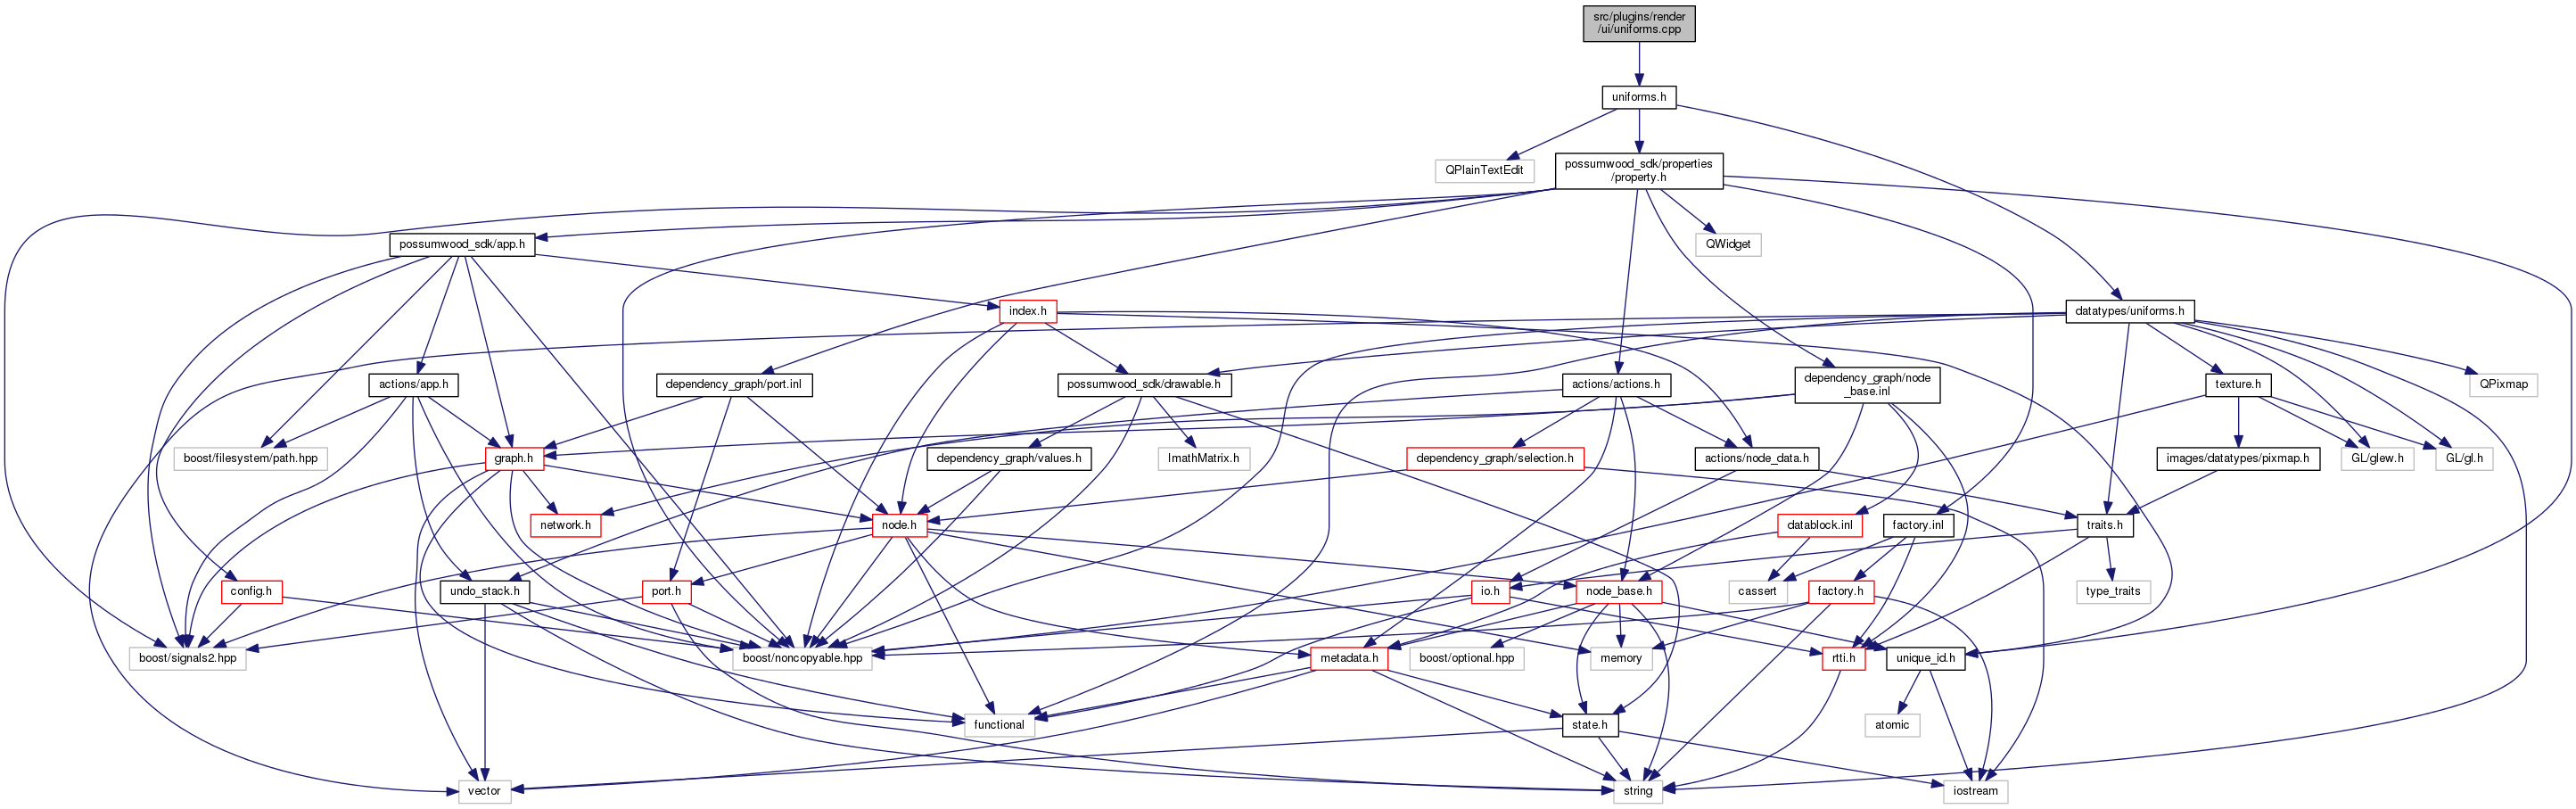 src/plugins/render
/ui/uniforms.cpp
uniforms.h
QPlainTextEdit
possumwood_sdk/properties
/property.h
possumwood_sdk/app.h
QWidget
index.h
datatypes/uniforms.h
actions/app.h
dependency_graph/port.inl
possumwood_sdk/drawable.h
actions/actions.h
dependency_graph/node
_base.inl
texture.h
QPixmap
boost/filesystem/path.hpp
graph.h
dependency_graph/values.h
ImathMatrix.h
dependency_graph/selection.h
actions/node_data.h
images/datatypes/pixmap.h
GL/glew.h
GL/gl.h
network.h
node.h
datablock.inl
factory.inl
traits.h
config.h
undo_stack.h
port.h
io.h
node_base.h
cassert
factory.h
type_traits
boost/signals2.hpp
boost/noncopyable.hpp
metadata.h
boost/optional.hpp
memory
rtti.h
unique_id.h
functional
state.h
atomic
vector
string
iostream